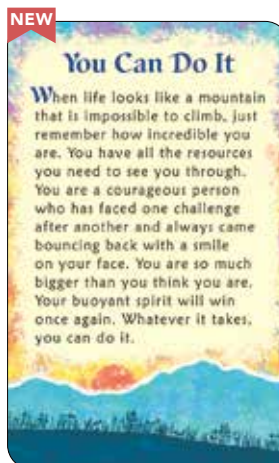 NEW
You Can Do It
When life looks like a mountain
that is impossible to climb, just
remember how incredible you
are. You have all the resources
you need to see you through.
You are a courageous person
who has faced one challenge
after another and always came
bouncing back with a smile
on your face. You are so much
bigger than you think you are.
Your buoyant spirit will win
once again. Whatever it takes,
you can do it.